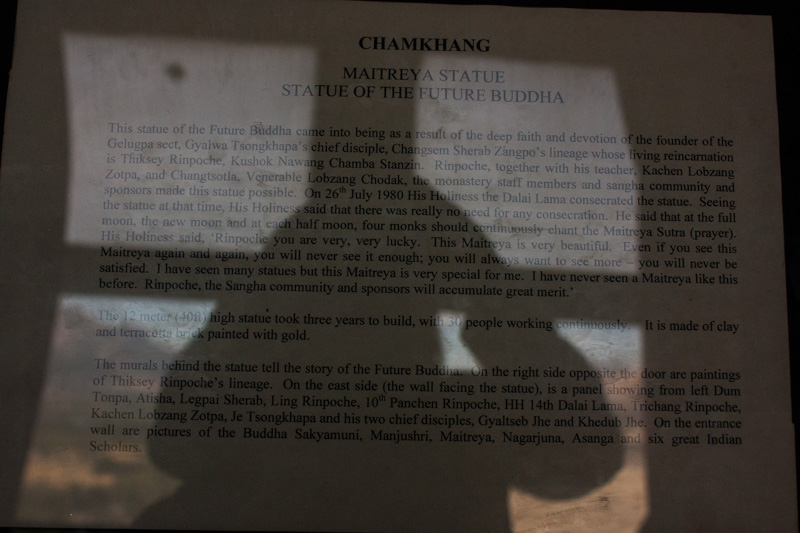 CHAMKHANG
MAITREYA STATUE
STATUE OF THE FUTURE BUDDHA
This statue of the Future Buddha came into being as a result of the deep faith and devotion of the founder of the
Gelugpa sect, Gyalwa Tsongkhapa's chief disciple, Changsem Sherab Zangpo's lineage whose living reincarnation
is Thiksey Rinpoche, Kushok Nawang Chamba Stanzin. Rinpoche, together with his teacher, Kachen Lobzang
Zotpa, and Changtsotla, Venerable Lobzang Chodak, the monastery staff members and sangha community and
sponsors made this statue possible. On 26th July 1980 His Holiness the Dalai Lama consecrated the statue. Seeing
the statue at that time, His Holiness said that there was really no need for any consecration. He said that at the full
moon, the new moon and at each half moon, four monks should continuously chant the Maitreya Sutra (prayer).
His Holiness said, 'Rinpoche you are very, very lucky. This Maitreya is very beautiful. Even if you see this
Maitreya again and again, you will never see it enough; you will always want to see more – you will never be
satisfied. I have seen many statues but this Maitreya is very special for me. I have never seen a Maitreya like this
before. Rinpoche, the Sangha community and sponsors will accumulate great merit.'
The 12 meter (40ft) high statue took three years to build, with 30 people working continuously. It is made of clay
and terracotta brick painted with gold.
The murals behind the statue tell the story of the Future Buddha. On the right side opposite the door are paintings
of Thiksey Rinpoche's lineage. On the east side (the wall facing the statue), is a panel showing from left Dum
Tonpa, Atisha, Legpai Sherab, Ling Rinpoche, 10th Panchen Rinpoche, HH 14th Dalai Lama, Trichang Rinpoche,
Kachen Lobzang Zotpa, Je Tsongkhapa and his two chief disciples, Gyaltseb Jhe and Khedub Jhe. On the entrance
wall are pictures of the Buddha Sakyamuni, Manjushri, Maitreya, Nagarjuna, Asanga and six great Indian
Scholars.